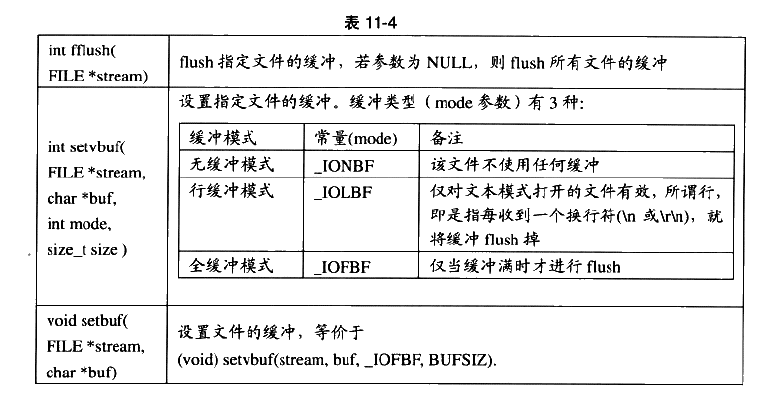 表 11-4
int fflush(
FILE *stream)
flush 指定文件的缓冲，若参数为 NULL，则 flush 所有文件的缓冲
int setvbuf(
FILE *stream,
char *buf,
int mode,
size_t size )
设置指定文件的缓冲。缓冲类型（mode 参数）有 3 种：
缓冲模式 常量(mode) 备注
无缓冲模式 _IONBF 该文件不使用任何缓冲
行缓冲模式 _IOLBF 仅对文本模式打开的文件有效，所谓行，
即是指每收到一个换行符(\n 或\r\n)，就
将缓冲 flush 掉
全缓冲模式 _IOFBF 仅当缓冲满时才进行 flush
void setbuf(
FILE *stream,
char *buf)
设置文件的缓冲，等价于
(void) setvbuf(stream, buf, _IOFBF, BUFSIZ).